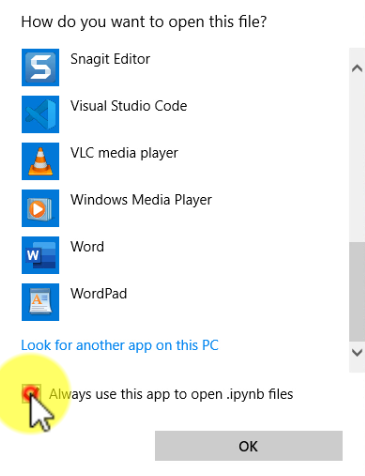 How do you want to open this file?
Snagit Editor
Visual Studio Code
VLC media player
Windows Media Player
Word
WordPad
Look for another app on this PC
Always use this app to open .ipynb files
OK